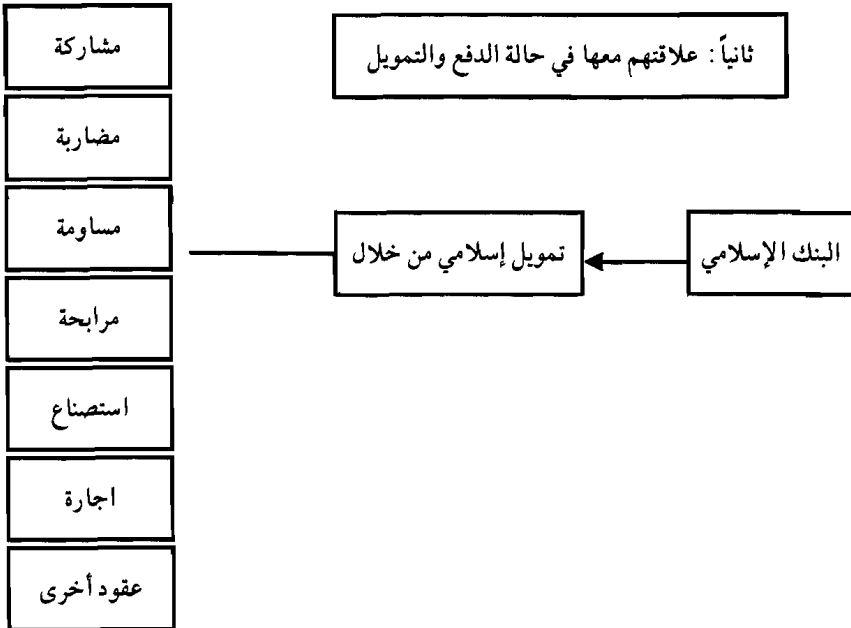 ثانياً : علاقتهم معها في حالة الدفع والتمويل
البنك الإسلامي
تمويل إسلامي من خلال
مشاركة
مضاربة
مساومة
مرابحة
استصناع
اجارة
عقود أخرى